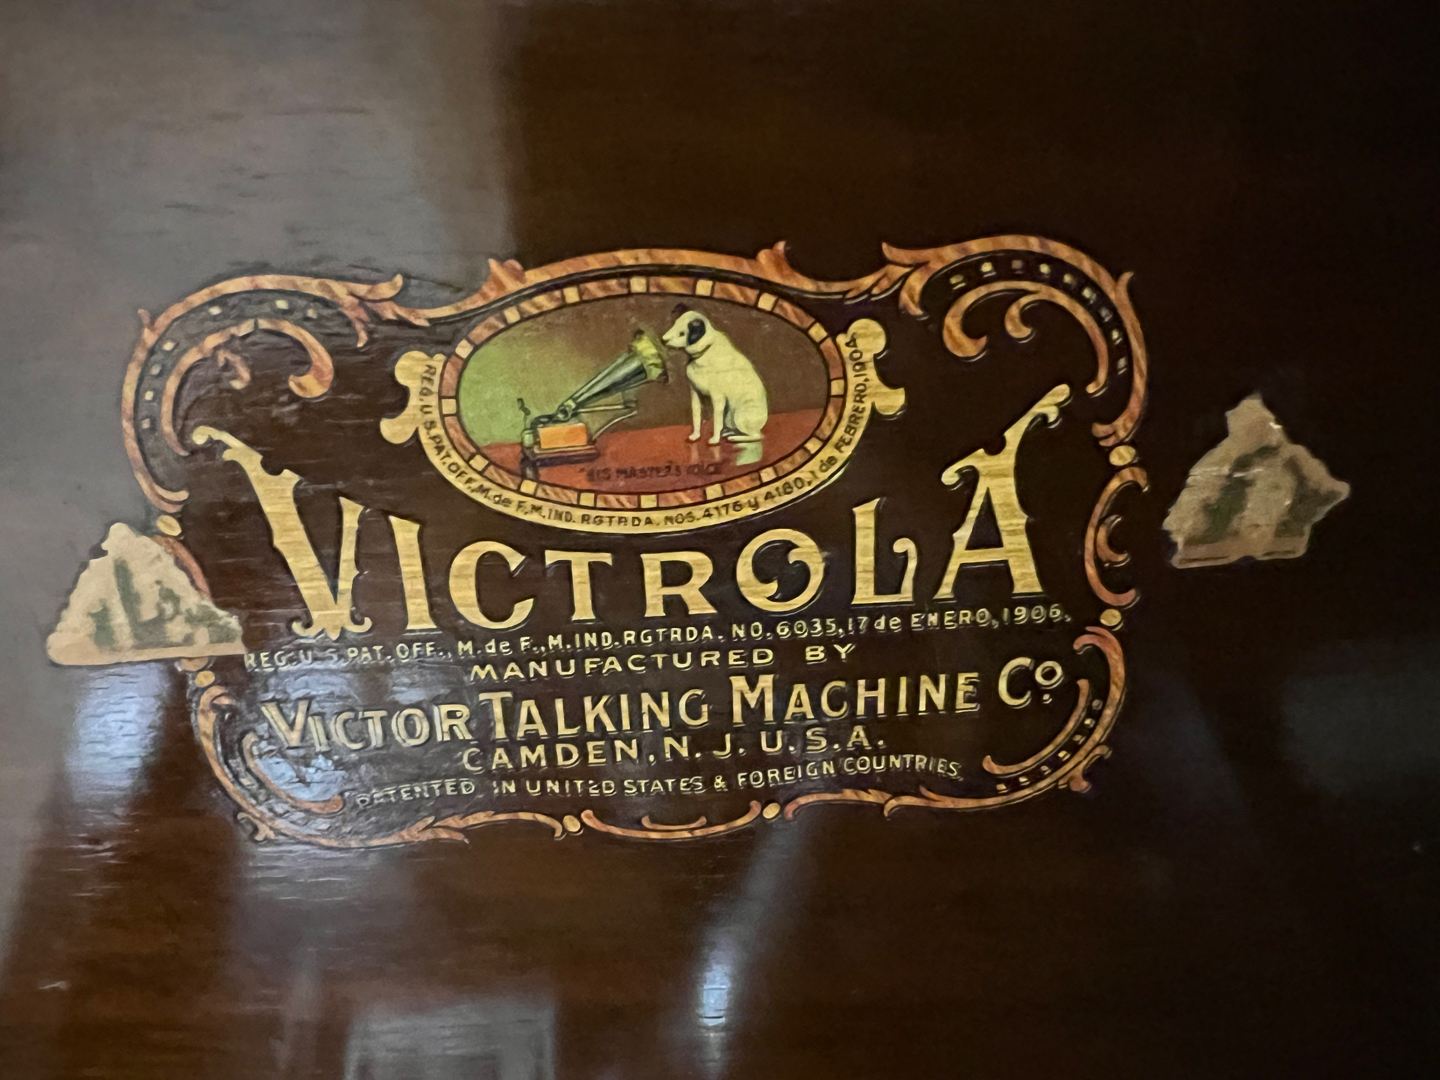 "HIS MASTER'S VOICE"
REG. U.S. PAT. OFF. M. de F. M. IND. RGTRDA. NOS. 4176 y 4180, 1 de FEBRERO, 1904
VICTROLA
REG. U.S. PAT. OFF., M. de F., M. IND. RGTRDA. NO. 6035, 17 de ENERO, 1906.
MANUFACTURED BY
VICTOR TALKING MACHINE Co.
CAMDEN, N. J. U. S. A.
PATENTED IN UNITED STATES & FOREIGN COUNTRIES